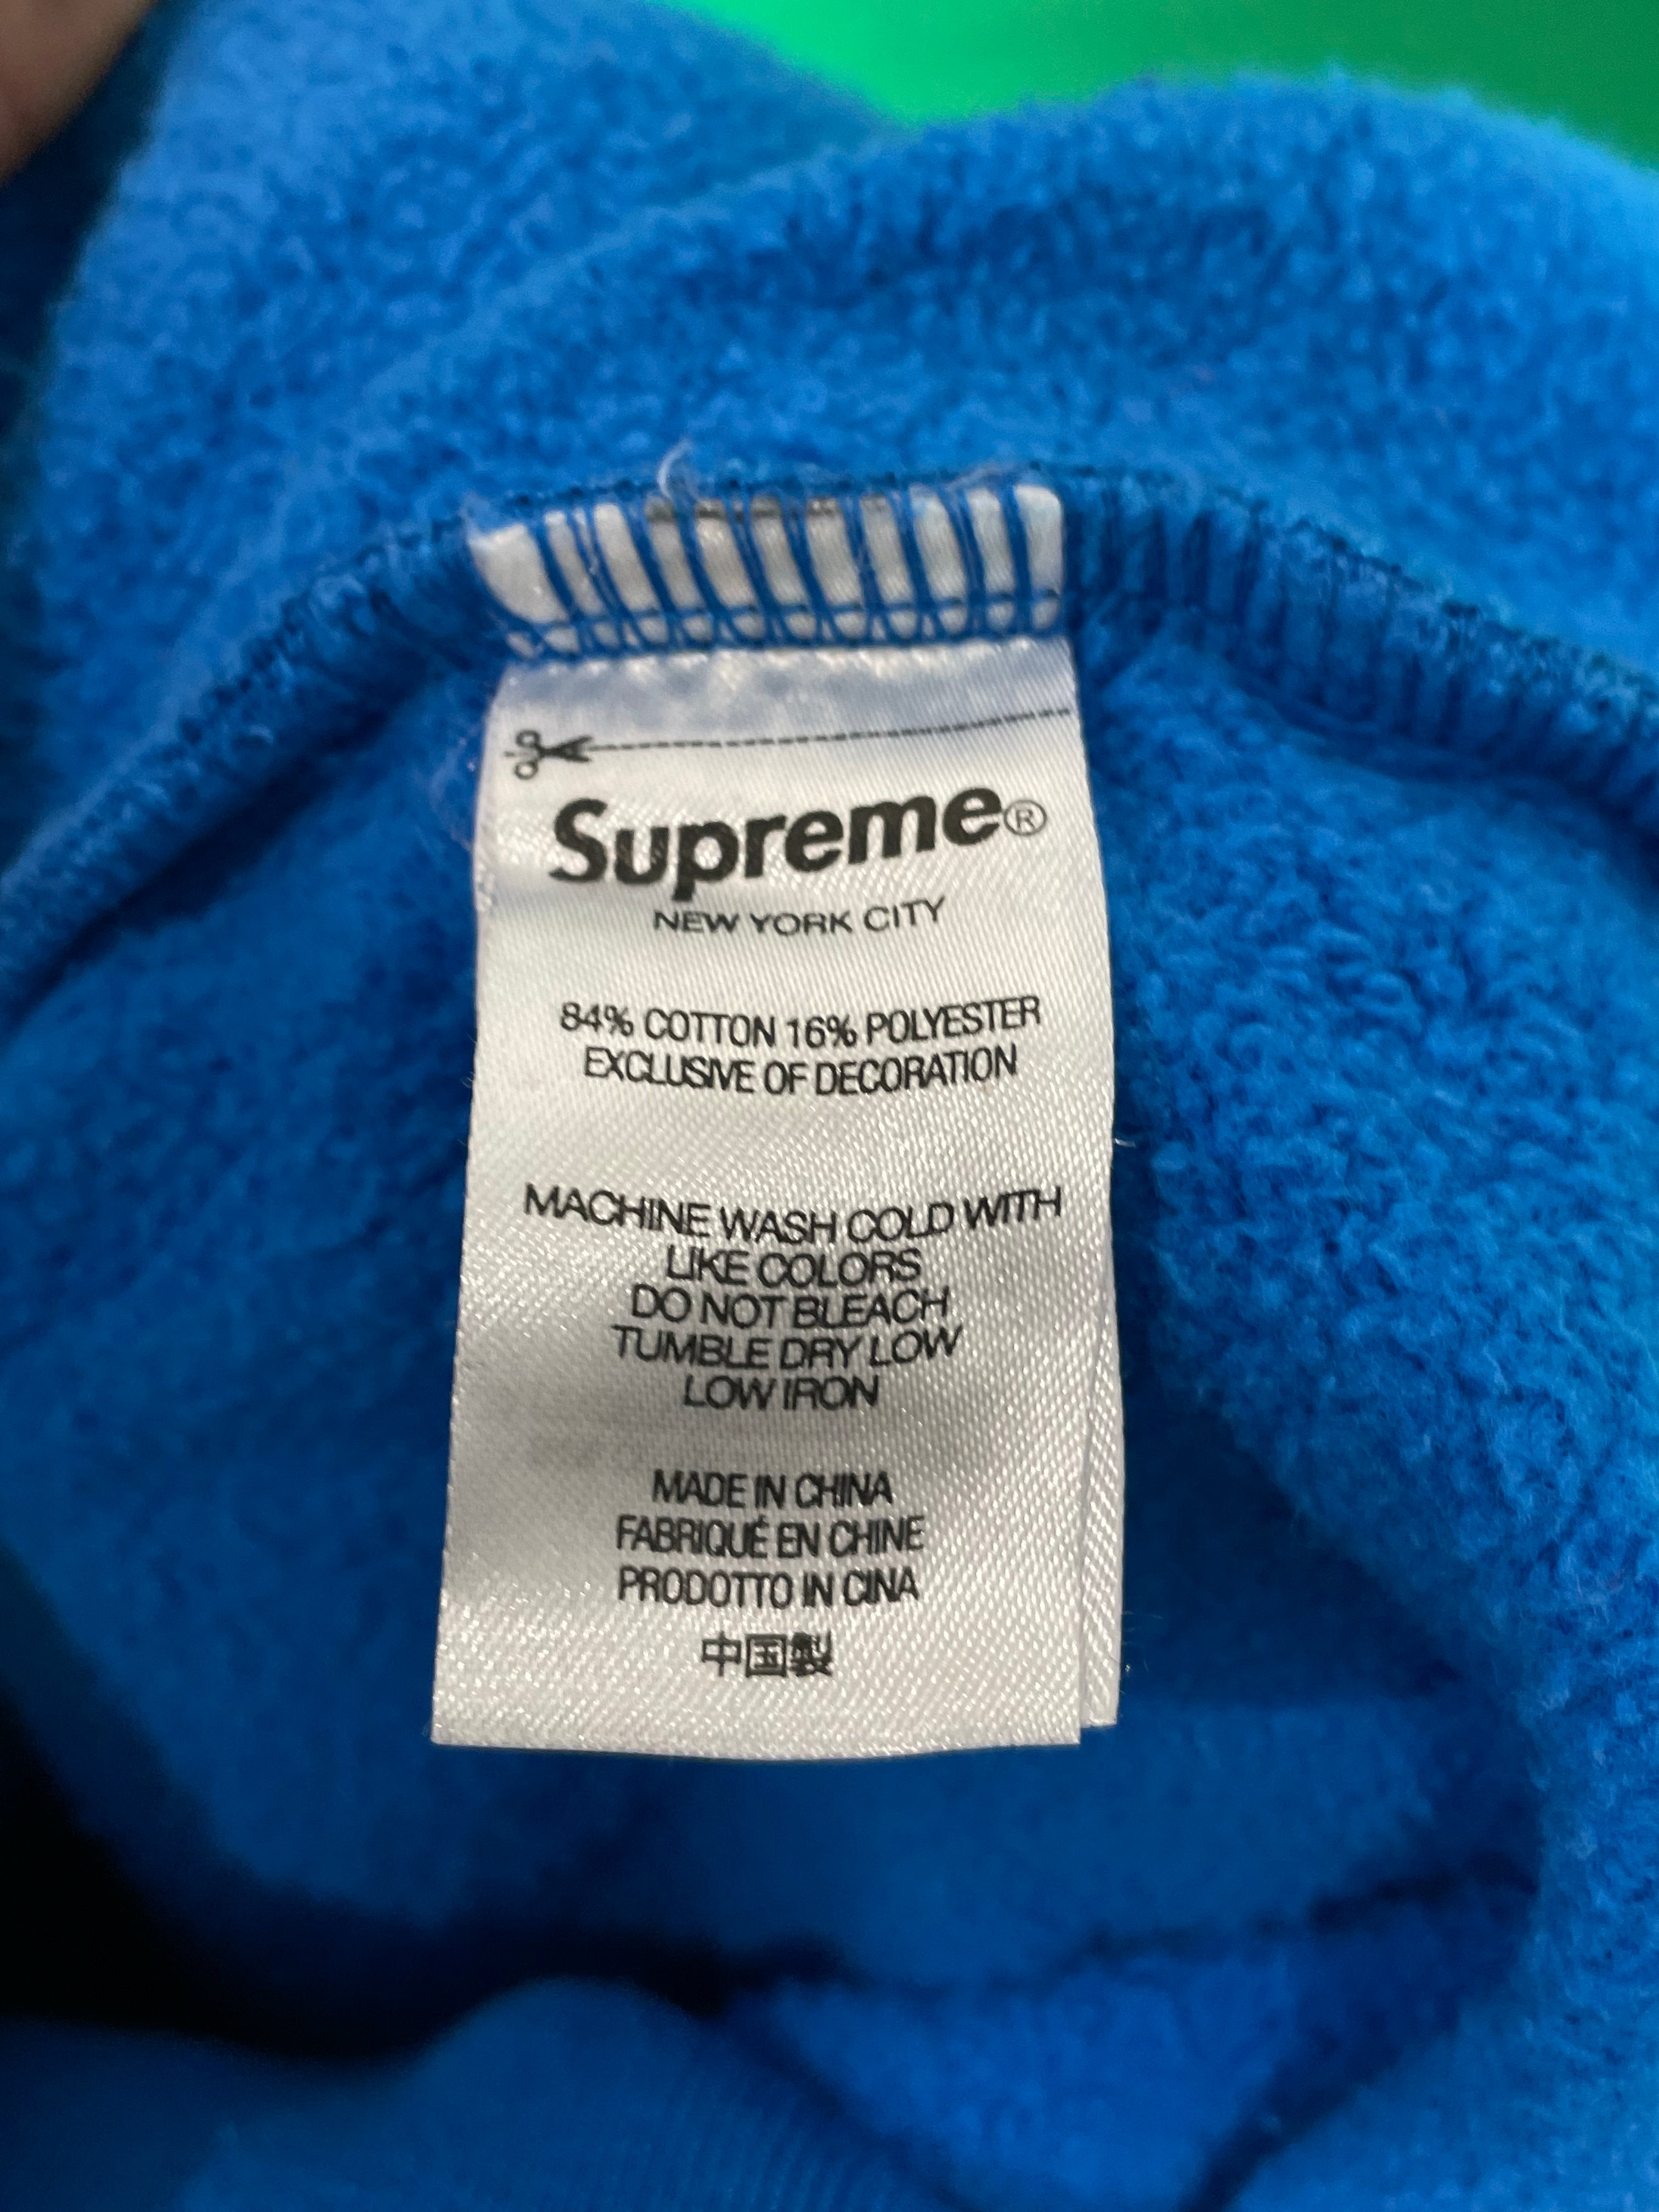 Supreme®
NEW YORK CITY
84% COTTON 16% POLYESTER
EXCLUSIVE OF DECORATION
MACHINE WASH COLD WITH
LIKE COLORS
DO NOT BLEACH
TUMBLE DRY LOW
LOW IRON
MADE IN CHINA
FABRIQUÉ EN CHINE
PRODOTTO IN CINA
中国製